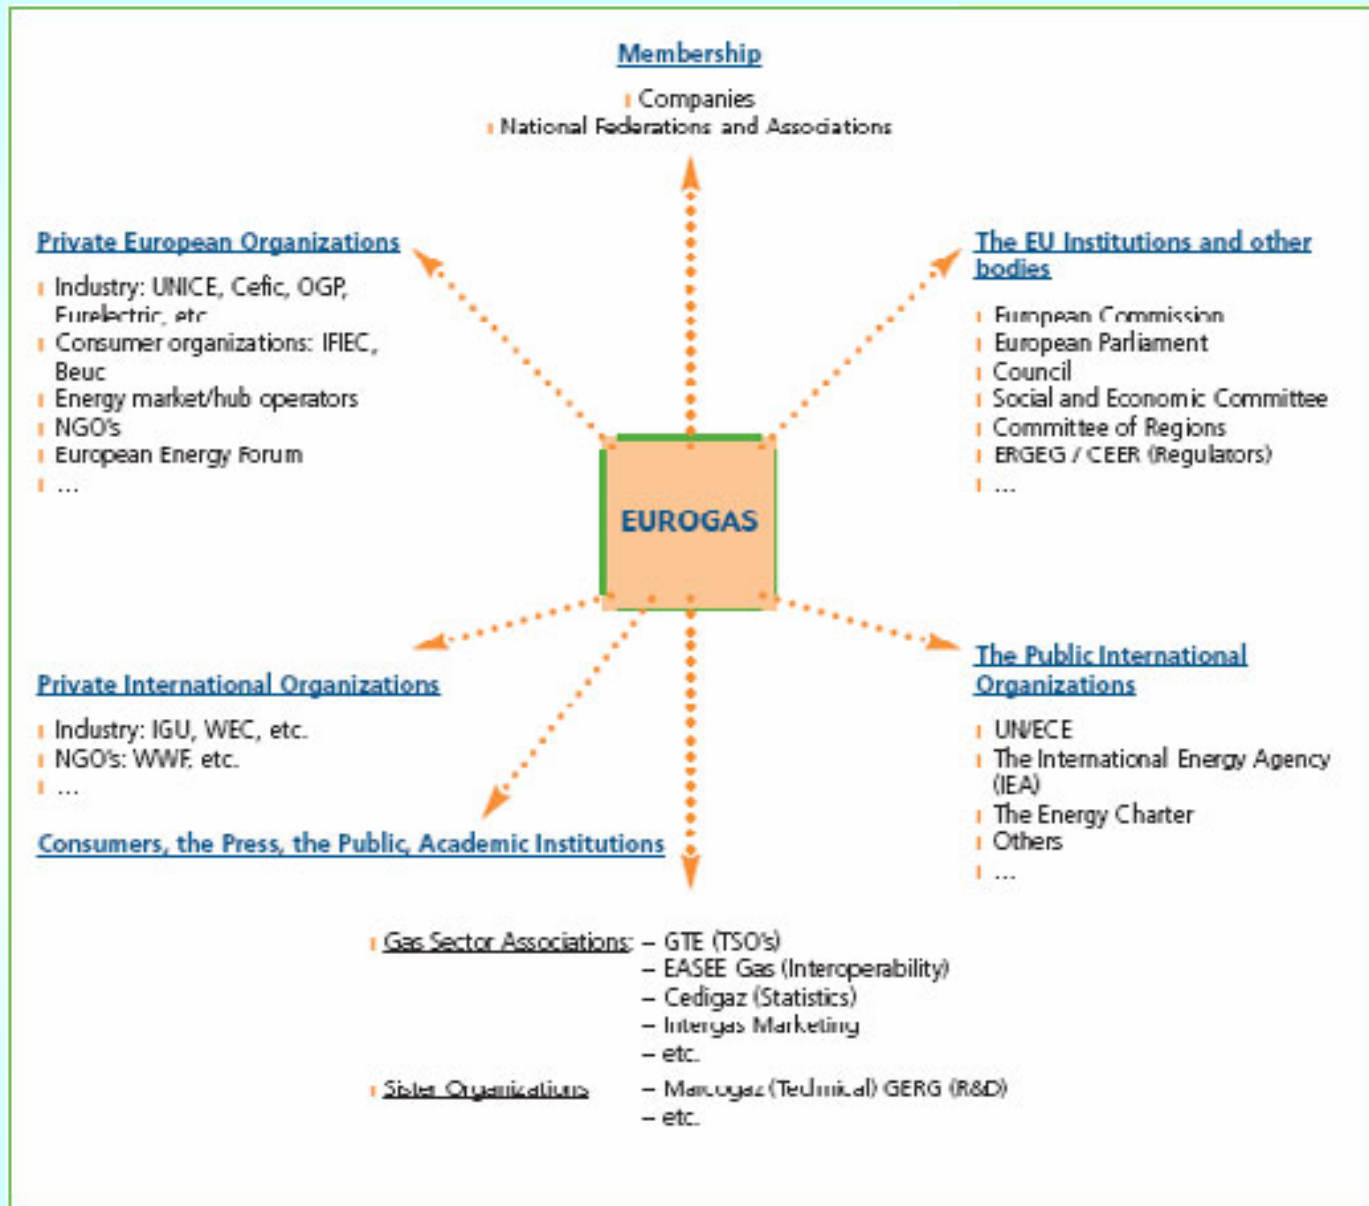 Membership
Companies
National Federations and Associations
Private European Organizations
Industry: UNICE, Cefic, OGP,
Eurelectric, etc
Consumer organizations: IFIEC,
Beuc
Energy market/hub operators
NGO's
European Energy Forum
...
The EU Institutions and other
bodies
European Commission
European Parliament
Council
Social and Economic Committee
Committee of Regions
ERGEG / CEER (Regulators)
...
EUROGAS
Private International Organizations
Industry: IGU, WEC, etc.
NGO's: WWF, etc.
...
Consumers, the Press, the Public, Academic Institutions
The Public International
Organizations
UN/ECE
The International Energy Agency
(IEA)
The Energy Charter
Others
...
Gas Sector Associations: – GTE (TSO's)
– EASEE Gas (Interoperability)
– Cedigaz (Statistics)
– Intergas Marketing
– etc.
Sister Organizations – Marcogaz (Technical) GERG (R&D)
– etc.